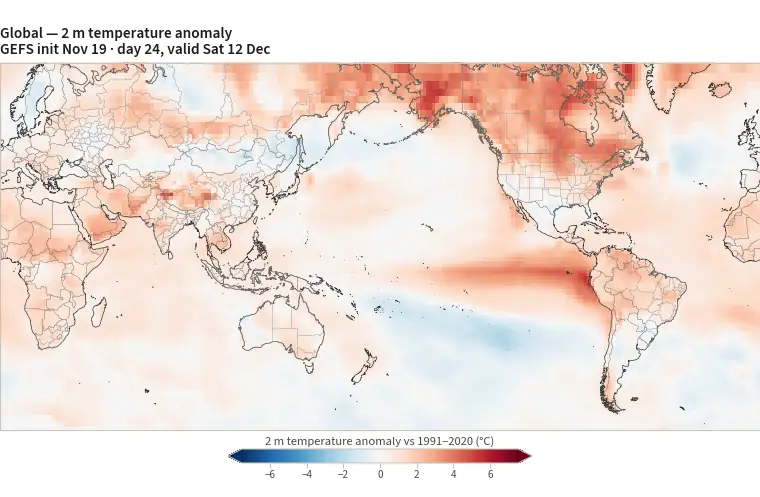 Global — 2 m temperature anomaly
GEFS init Nov 19 · day 24, valid Sat 12 Dec
2 m temperature anomaly vs 1991–2020 (°C)
−6 −4 −2 0 2 4 6